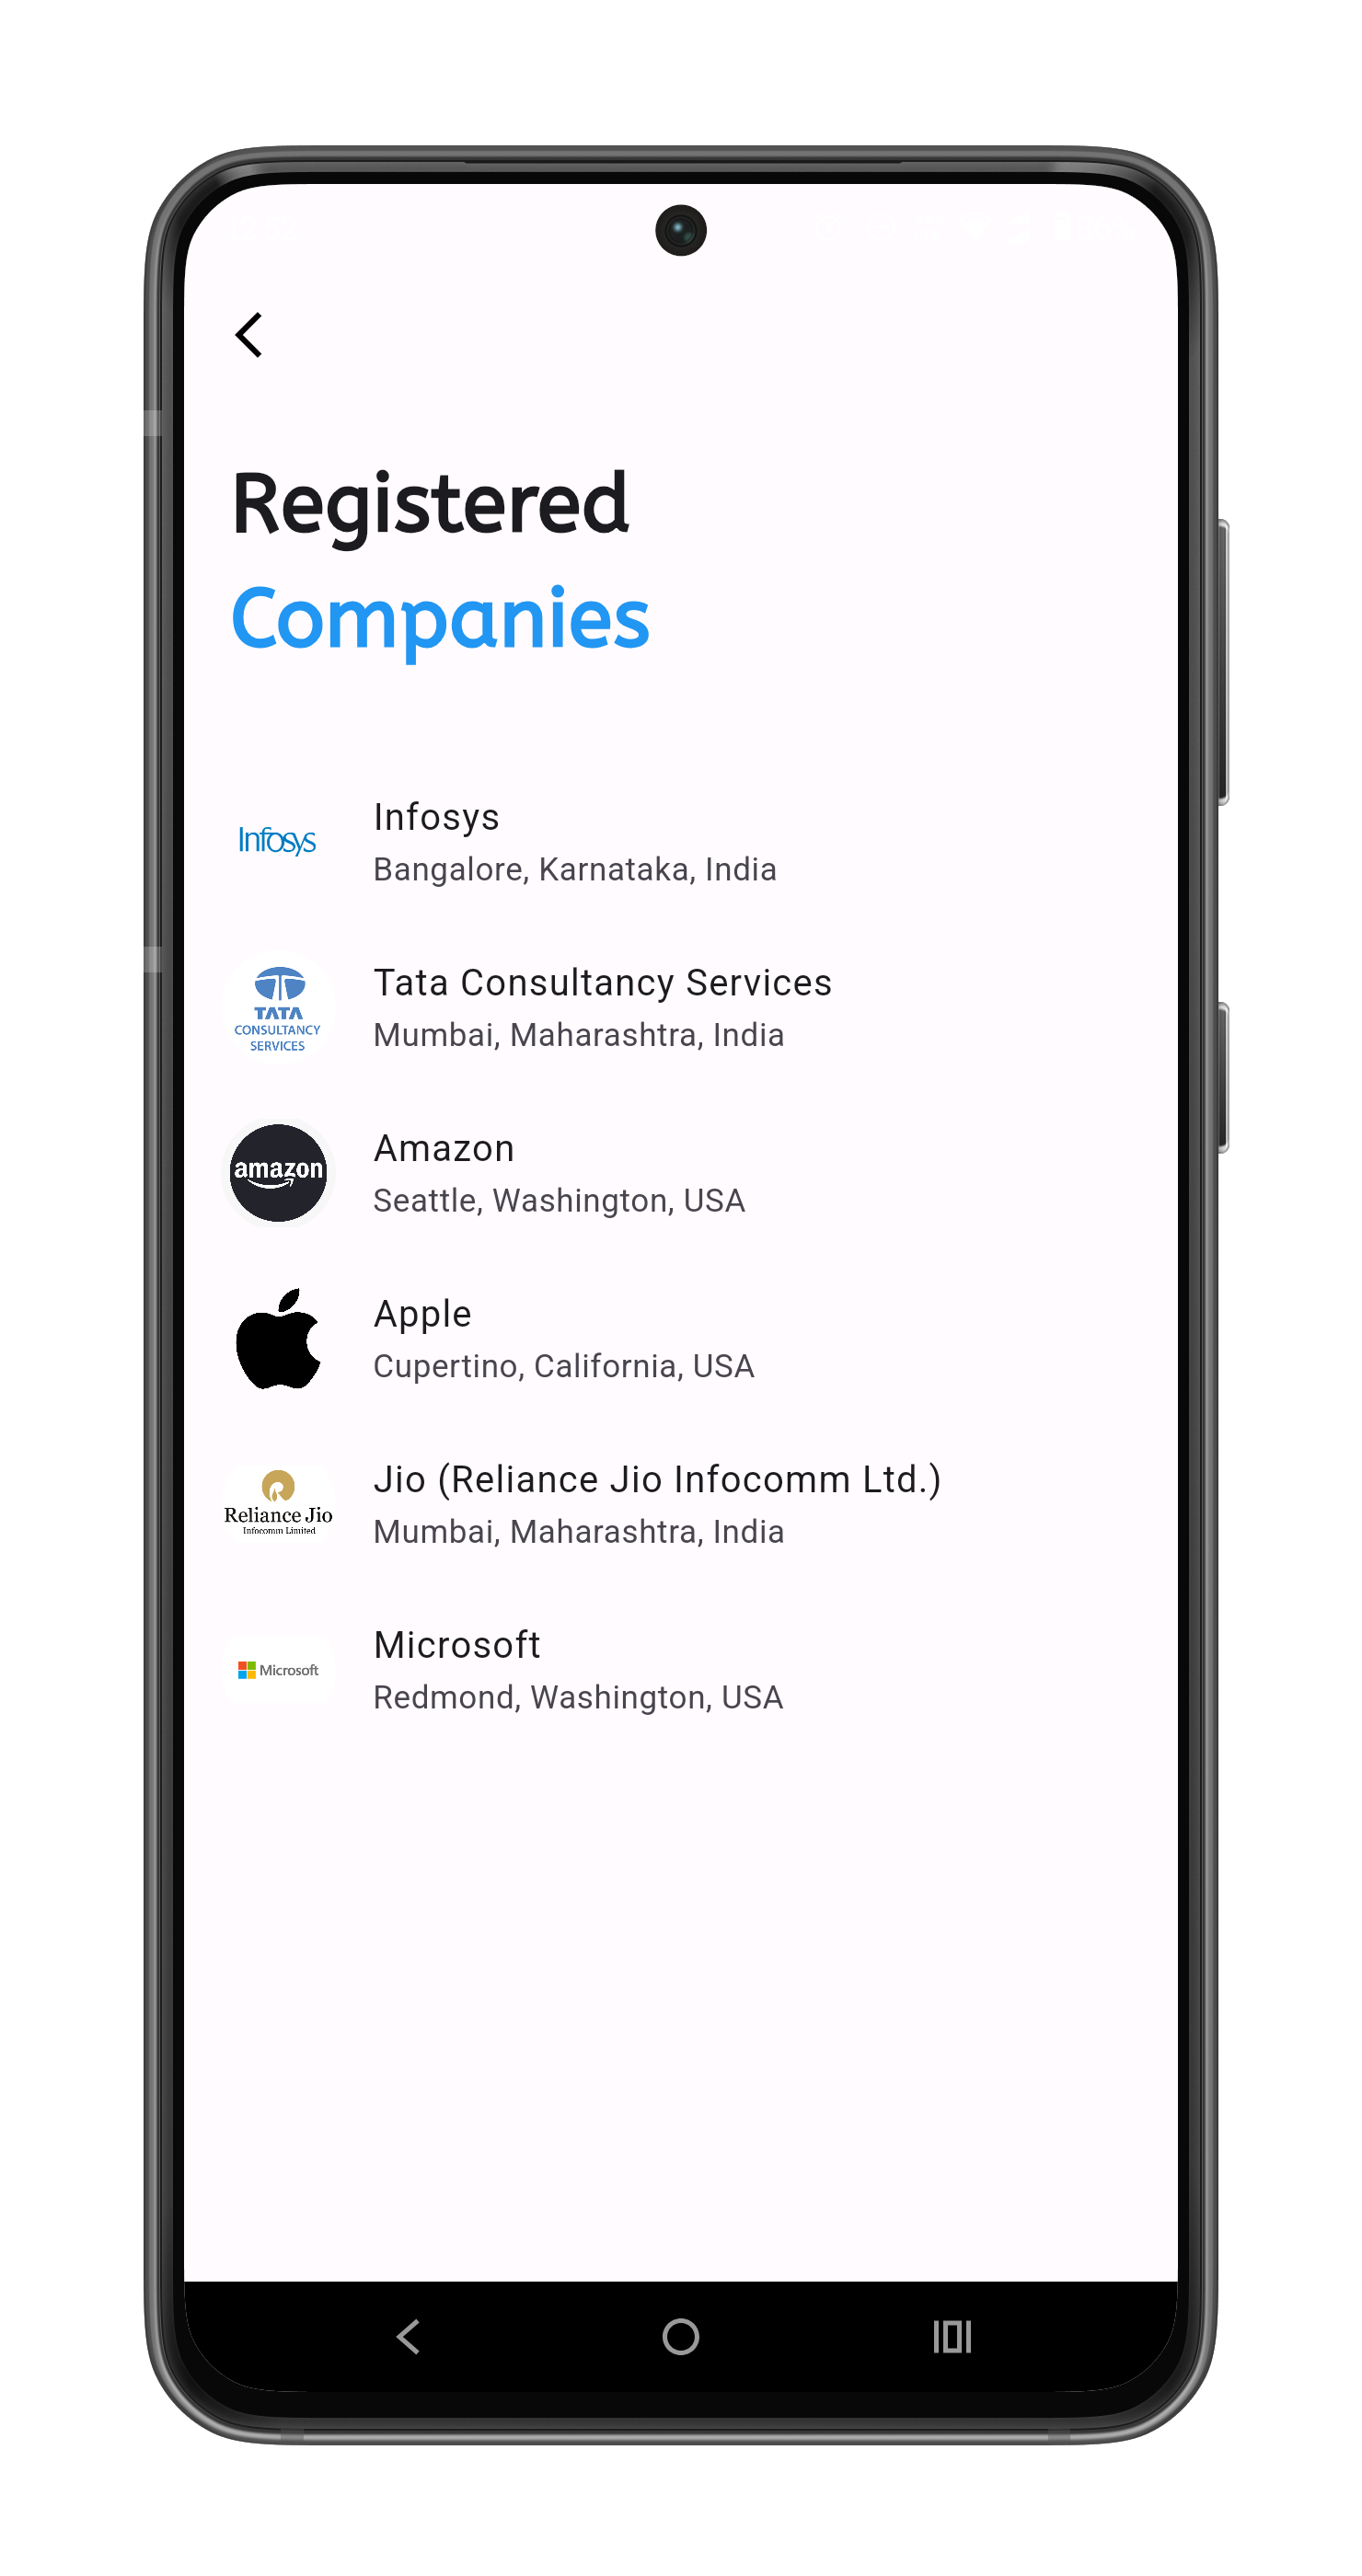 Registered
Companies
Infosys
Infosys
Bangalore, Karnataka, India
TATA
CONSULTANCY
SERVICES
Tata Consultancy Services
Mumbai, Maharashtra, India
amazon
Amazon
Seattle, Washington, USA
Apple
Cupertino, California, USA
Reliance Jio
Infocomm Limited
Jio (Reliance Jio Infocomm Ltd.)
Mumbai, Maharashtra, India
Microsoft
Microsoft
Redmond, Washington, USA